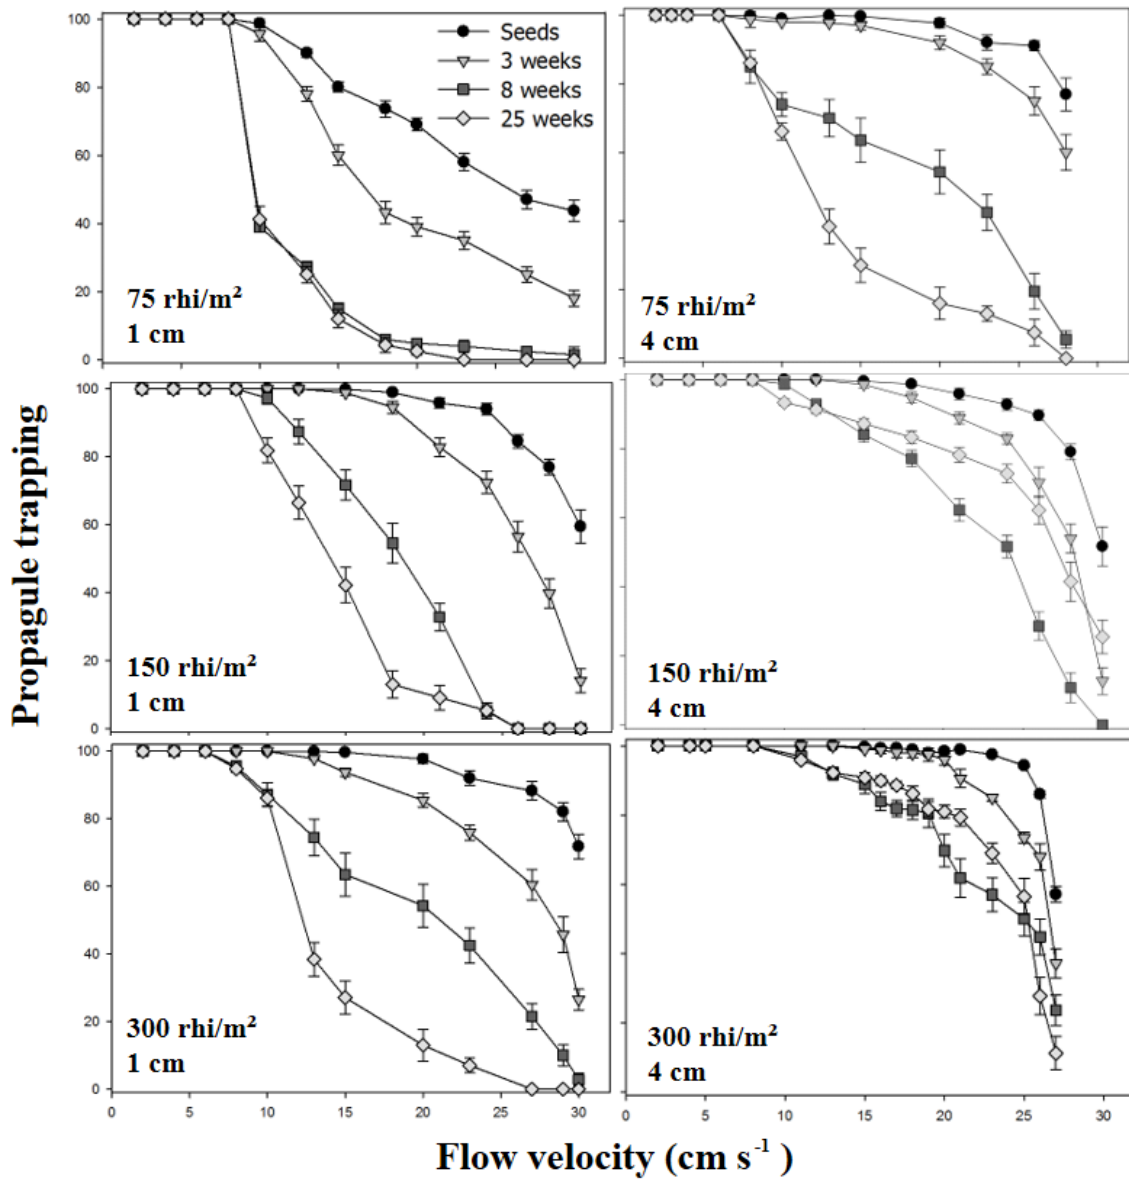 Propagule trapping
100
80
60
40
20
0
Seeds
3 weeks
8 weeks
25 weeks
75 rhi/m²
1 cm
75 rhi/m²
4 cm
100
80
60
40
20
0
150 rhi/m²
1 cm
150 rhi/m²
4 cm
100
80
60
40
20
0
300 rhi/m²
1 cm
300 rhi/m²
4 cm
0 5 10 15 20 25 30
0 5 10 15 20 25 30
Flow velocity (cm s⁻¹ )